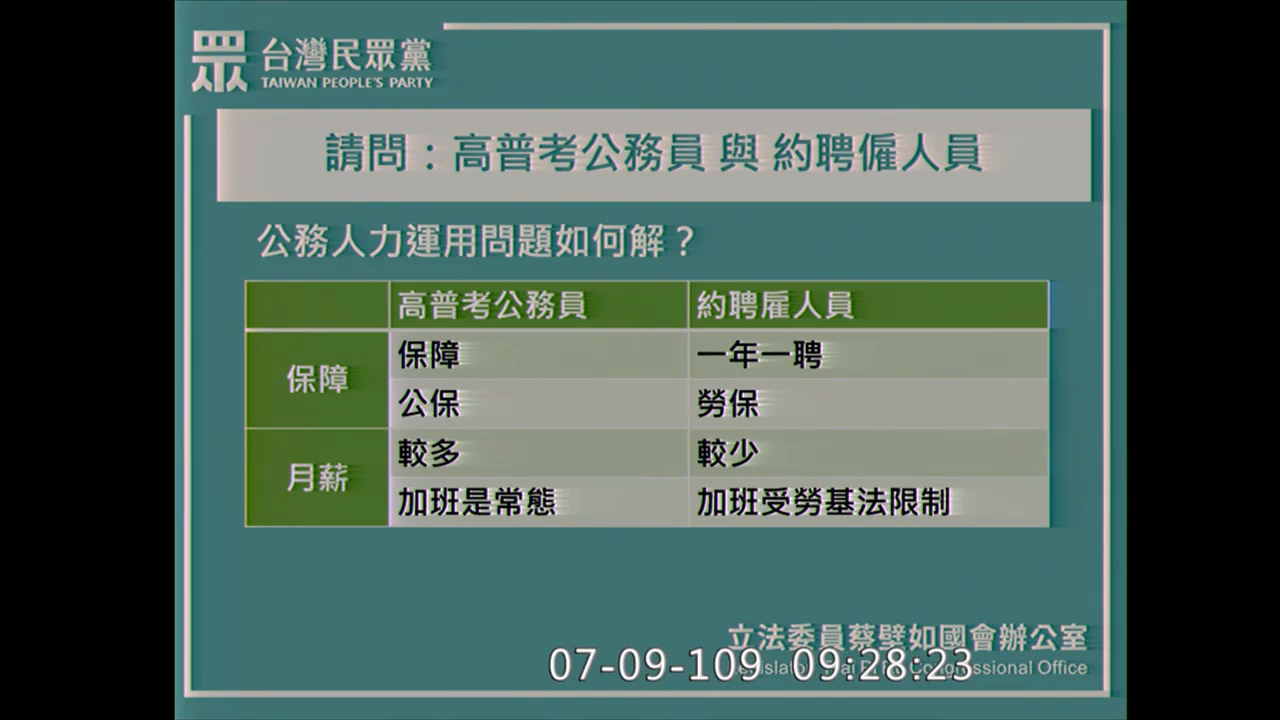 眾 台灣民眾黨
TAIWAN PEOPLE'S PARTY
請問：高普考公務員 與 約聘僱人員
公務人力運用問題如何解？
高普考公務員 約聘雇人員
保障 保障 一年一聘
公保 勞保
月薪 較多 較少
加班是常態 加班受勞基法限制
立法委員蔡壁如國會辦公室
Congressional Office
07-09-109 09:28:23